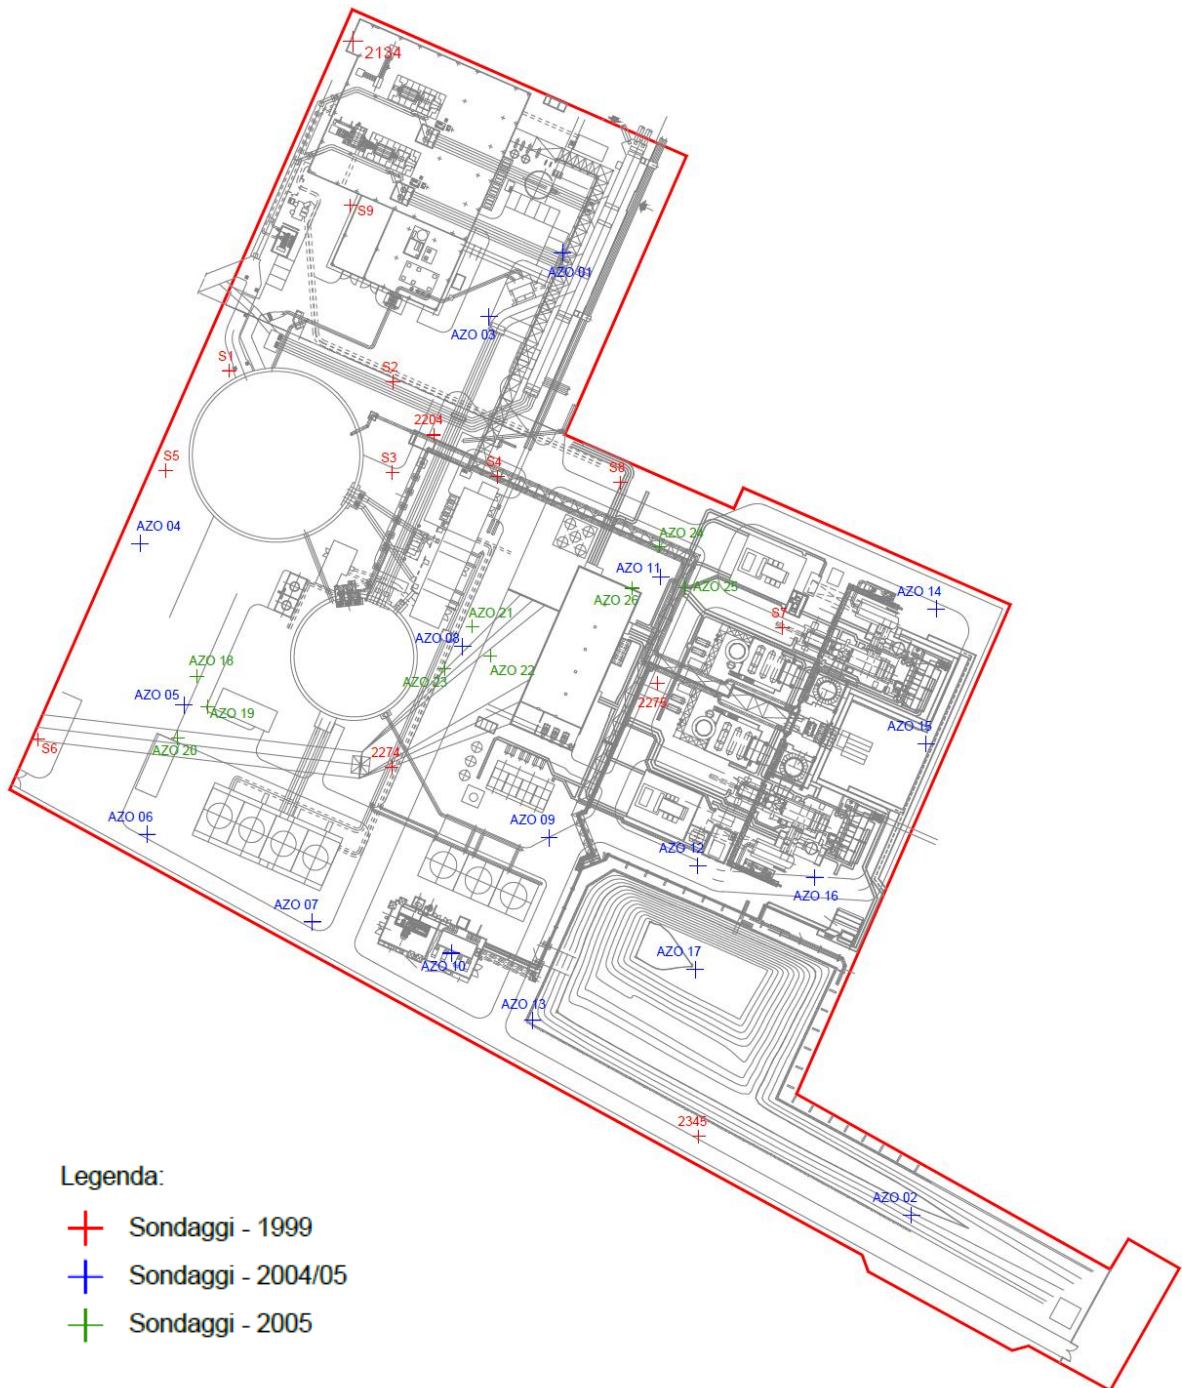 2134
S9
AZO 01
AZO 03
S1
S2
2204
S5
S3
S4
S8
AZO 04
AZO 24
AZO 11
AZO 25
AZO 26
AZO 14
AZO 21
S7
AZO 08
AZO 18
AZO 22
AZO 23
2275
AZO 05
AZO 19
AZO 15
S6
AZO 20
2274
AZO 06
AZO 09
AZO 12
AZO 16
AZO 07
AZO 17
AZO 10
AZO 13
2345
AZO 02
Legenda:
Sondaggi - 1999
Sondaggi - 2004/05
Sondaggi - 2005